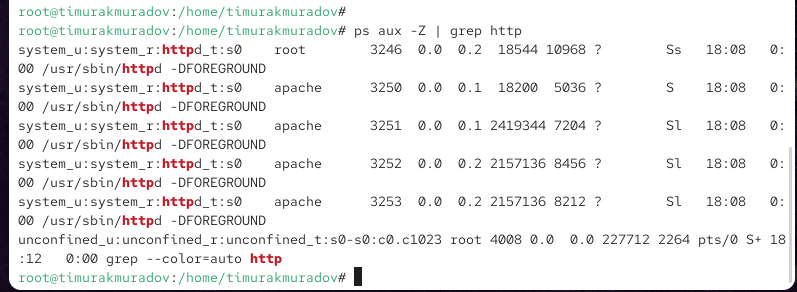 root@timurakmuradov:/home/timurakmuradov#
root@timurakmuradov:/home/timurakmuradov# ps aux -Z | grep http
system_u:system_r:httpd_t:s0    root        3246  0.0  0.2  18544 10968 ?        Ss   18:08   0:
00 /usr/sbin/httpd -DFOREGROUND
system_u:system_r:httpd_t:s0    apache      3250  0.0  0.1  18200  5036 ?        S    18:08   0:
00 /usr/sbin/httpd -DFOREGROUND
system_u:system_r:httpd_t:s0    apache      3251  0.0  0.1 2419344 7204 ?        Sl   18:08   0:
00 /usr/sbin/httpd -DFOREGROUND
system_u:system_r:httpd_t:s0    apache      3252  0.0  0.2 2157136 8456 ?        Sl   18:08   0:
00 /usr/sbin/httpd -DFOREGROUND
system_u:system_r:httpd_t:s0    apache      3253  0.0  0.2 2157136 8212 ?        Sl   18:08   0:
00 /usr/sbin/httpd -DFOREGROUND
unconfined_u:unconfined_r:unconfined_t:s0-s0:c0.c1023 root 4008 0.0  0.0 227712 2264 pts/0 S+ 18
:12   0:00 grep --color=auto http
root@timurakmuradov:/home/timurakmuradov#